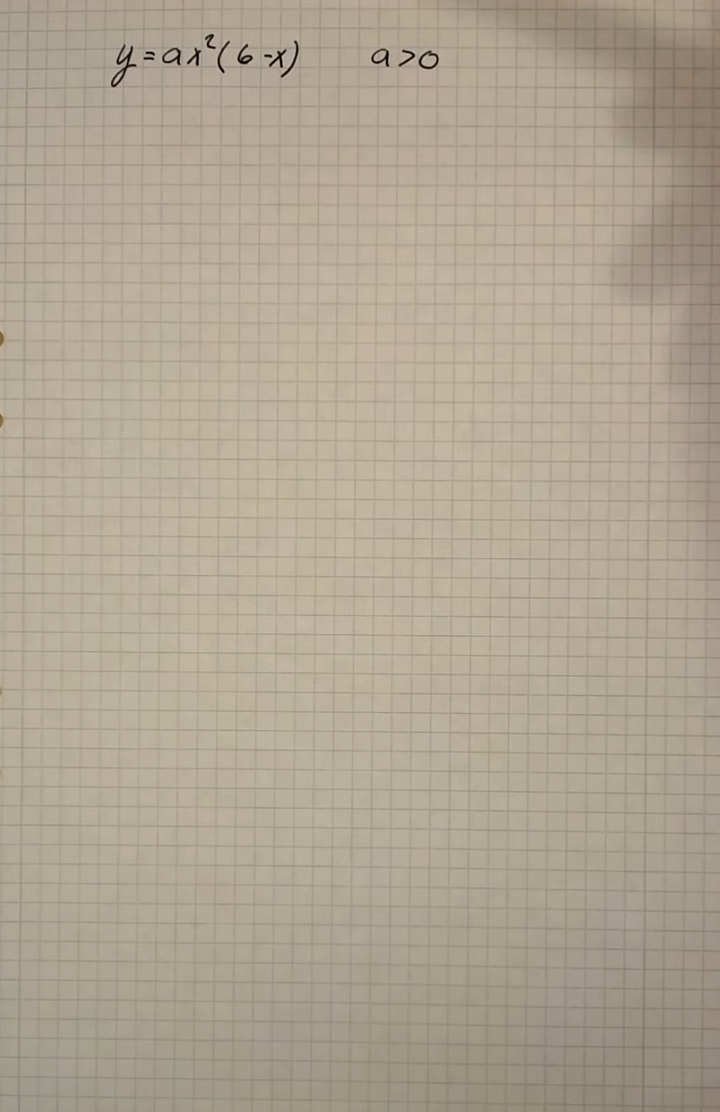 y = ax²(6-x) a>0